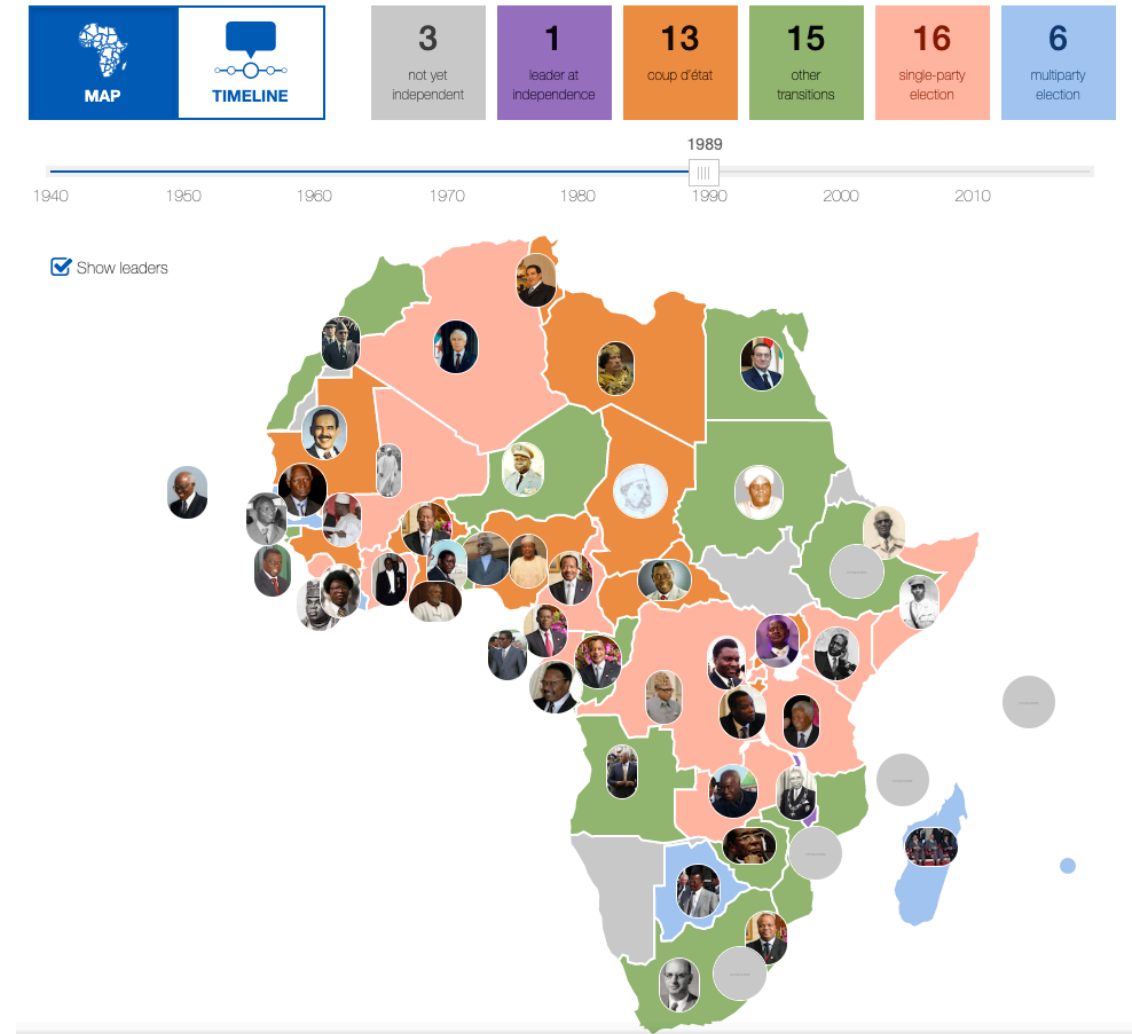 MAP
TIMELINE
3
not yet
independent
1
leader at
independence
13
coup d'état
15
other
transitions
16
single-party
election
6
multiparty
election
1989
1940
1950
1960
1970
1980
1990
2000
2010
Show leaders